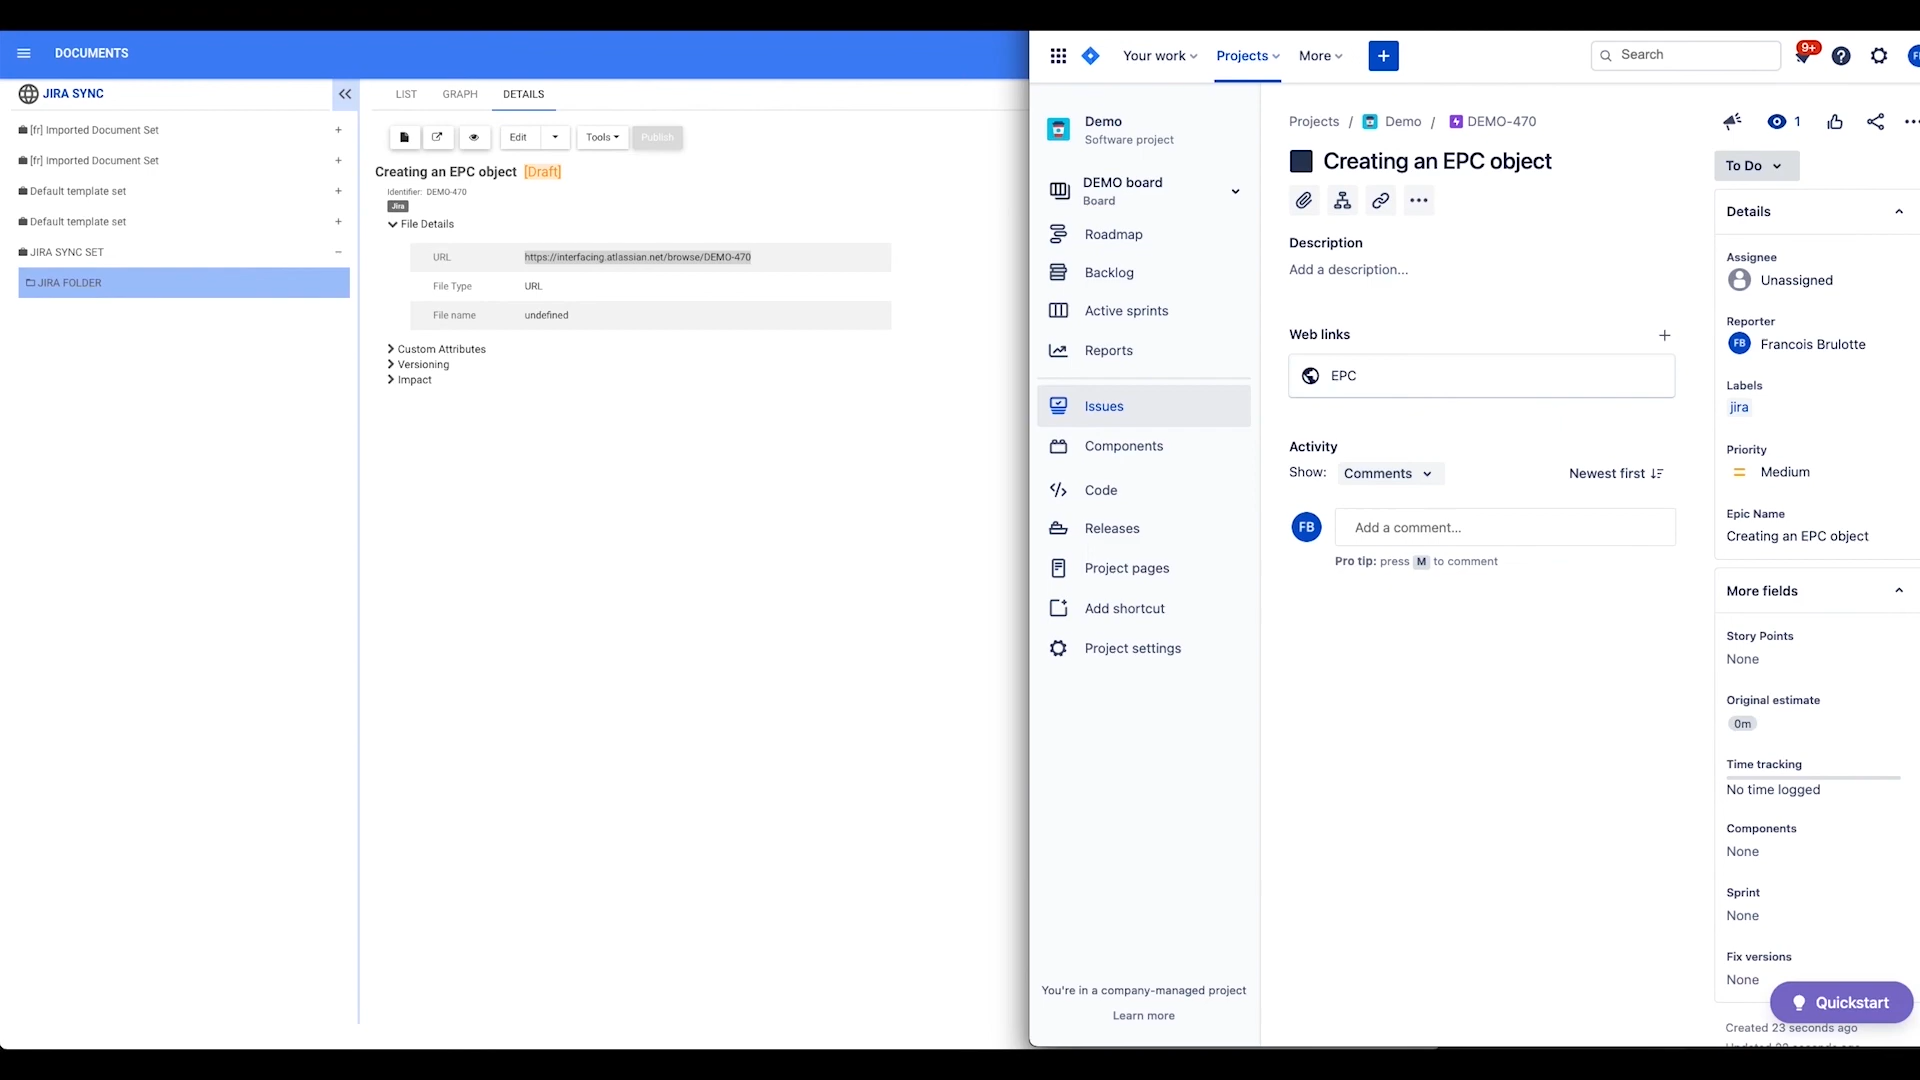 DOCUMENTS
JIRA SYNC
[fr] Imported Document Set +
[fr] Imported Document Set +
Default template set +
Default template set +
JIRA SYNC SET −
JIRA FOLDER
LIST GRAPH DETAILS
Edit Tools Publish
Creating an EPC object [Draft]
Identifier: DEMO-470
Jira
File Details
URL https://interfacing.atlassian.net/browse/DEMO-470
File Type URL
File name undefined
Custom Attributes
Versioning
Impact
Your work Projects More + Search 9+
Demo
Software project
DEMO board
Board
Roadmap
Backlog
Active sprints
Reports
Issues
Components
Code
Releases
Project pages
Add shortcut
Project settings
You're in a company-managed project
Learn more
Projects / Demo / DEMO-470
1
Creating an EPC object
Description
Add a description...
Web links
EPC
Activity
Show: Comments Newest first
FB Add a comment...
Pro tip: press M to comment
To Do
Details
Assignee
Unassigned
Reporter
FB Francois Brulotte
Labels
jira
Priority
Medium
Epic Name
Creating an EPC object
More fields
Story Points
None
Original estimate
0m
Time tracking
No time logged
Components
None
Sprint
None
Fix versions
None
Quickstart
Created 23 seconds ago